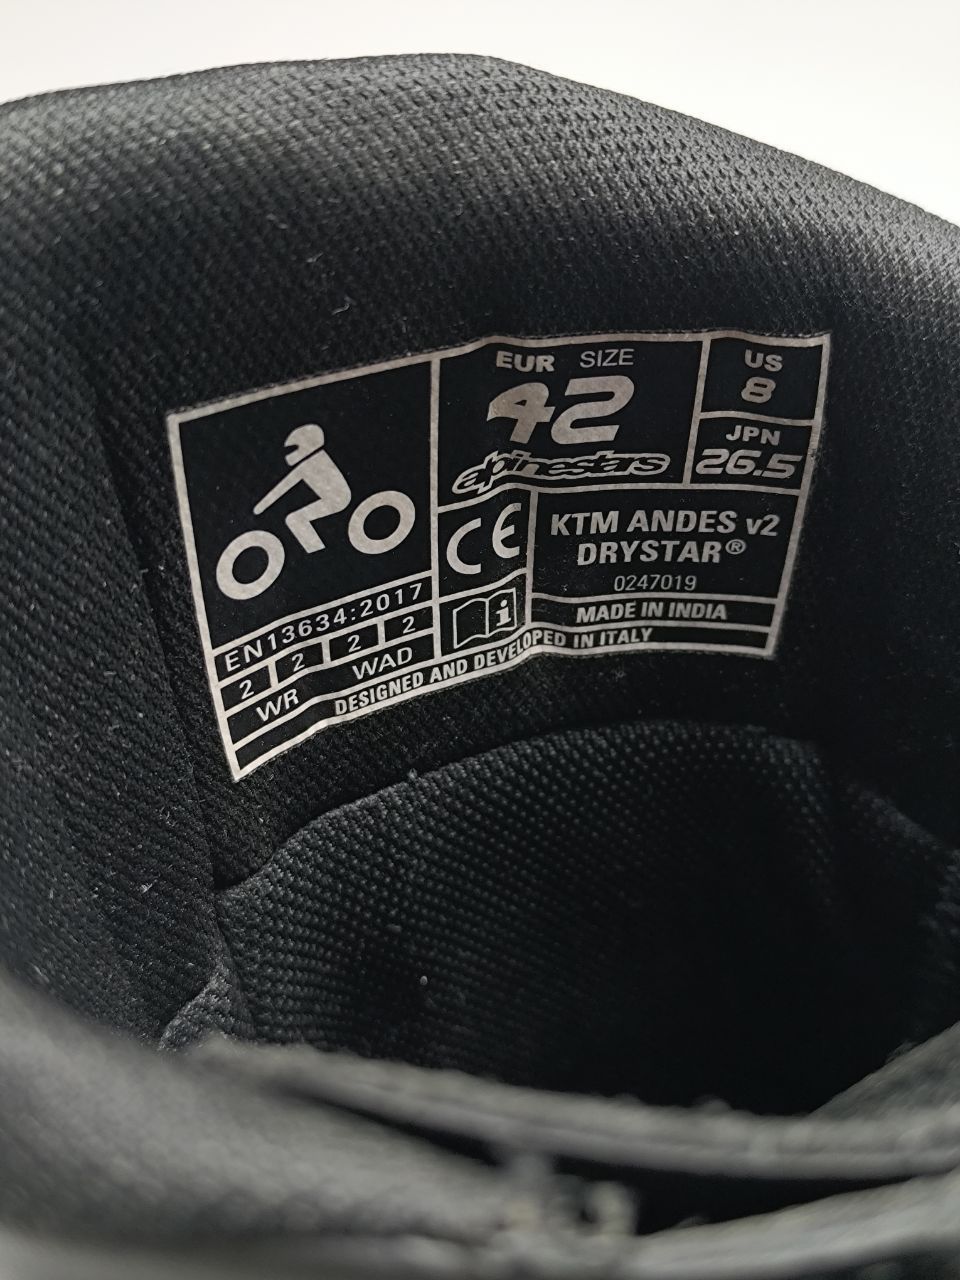 EUR SIZE
42
alpinestars
US
8
JPN
26.5
CE
KTM ANDES v2
DRYSTAR®
0247019
MADE IN INDIA
EN13634:2017
2 2 2 2
WR WAD
i
DESIGNED AND DEVELOPED IN ITALY